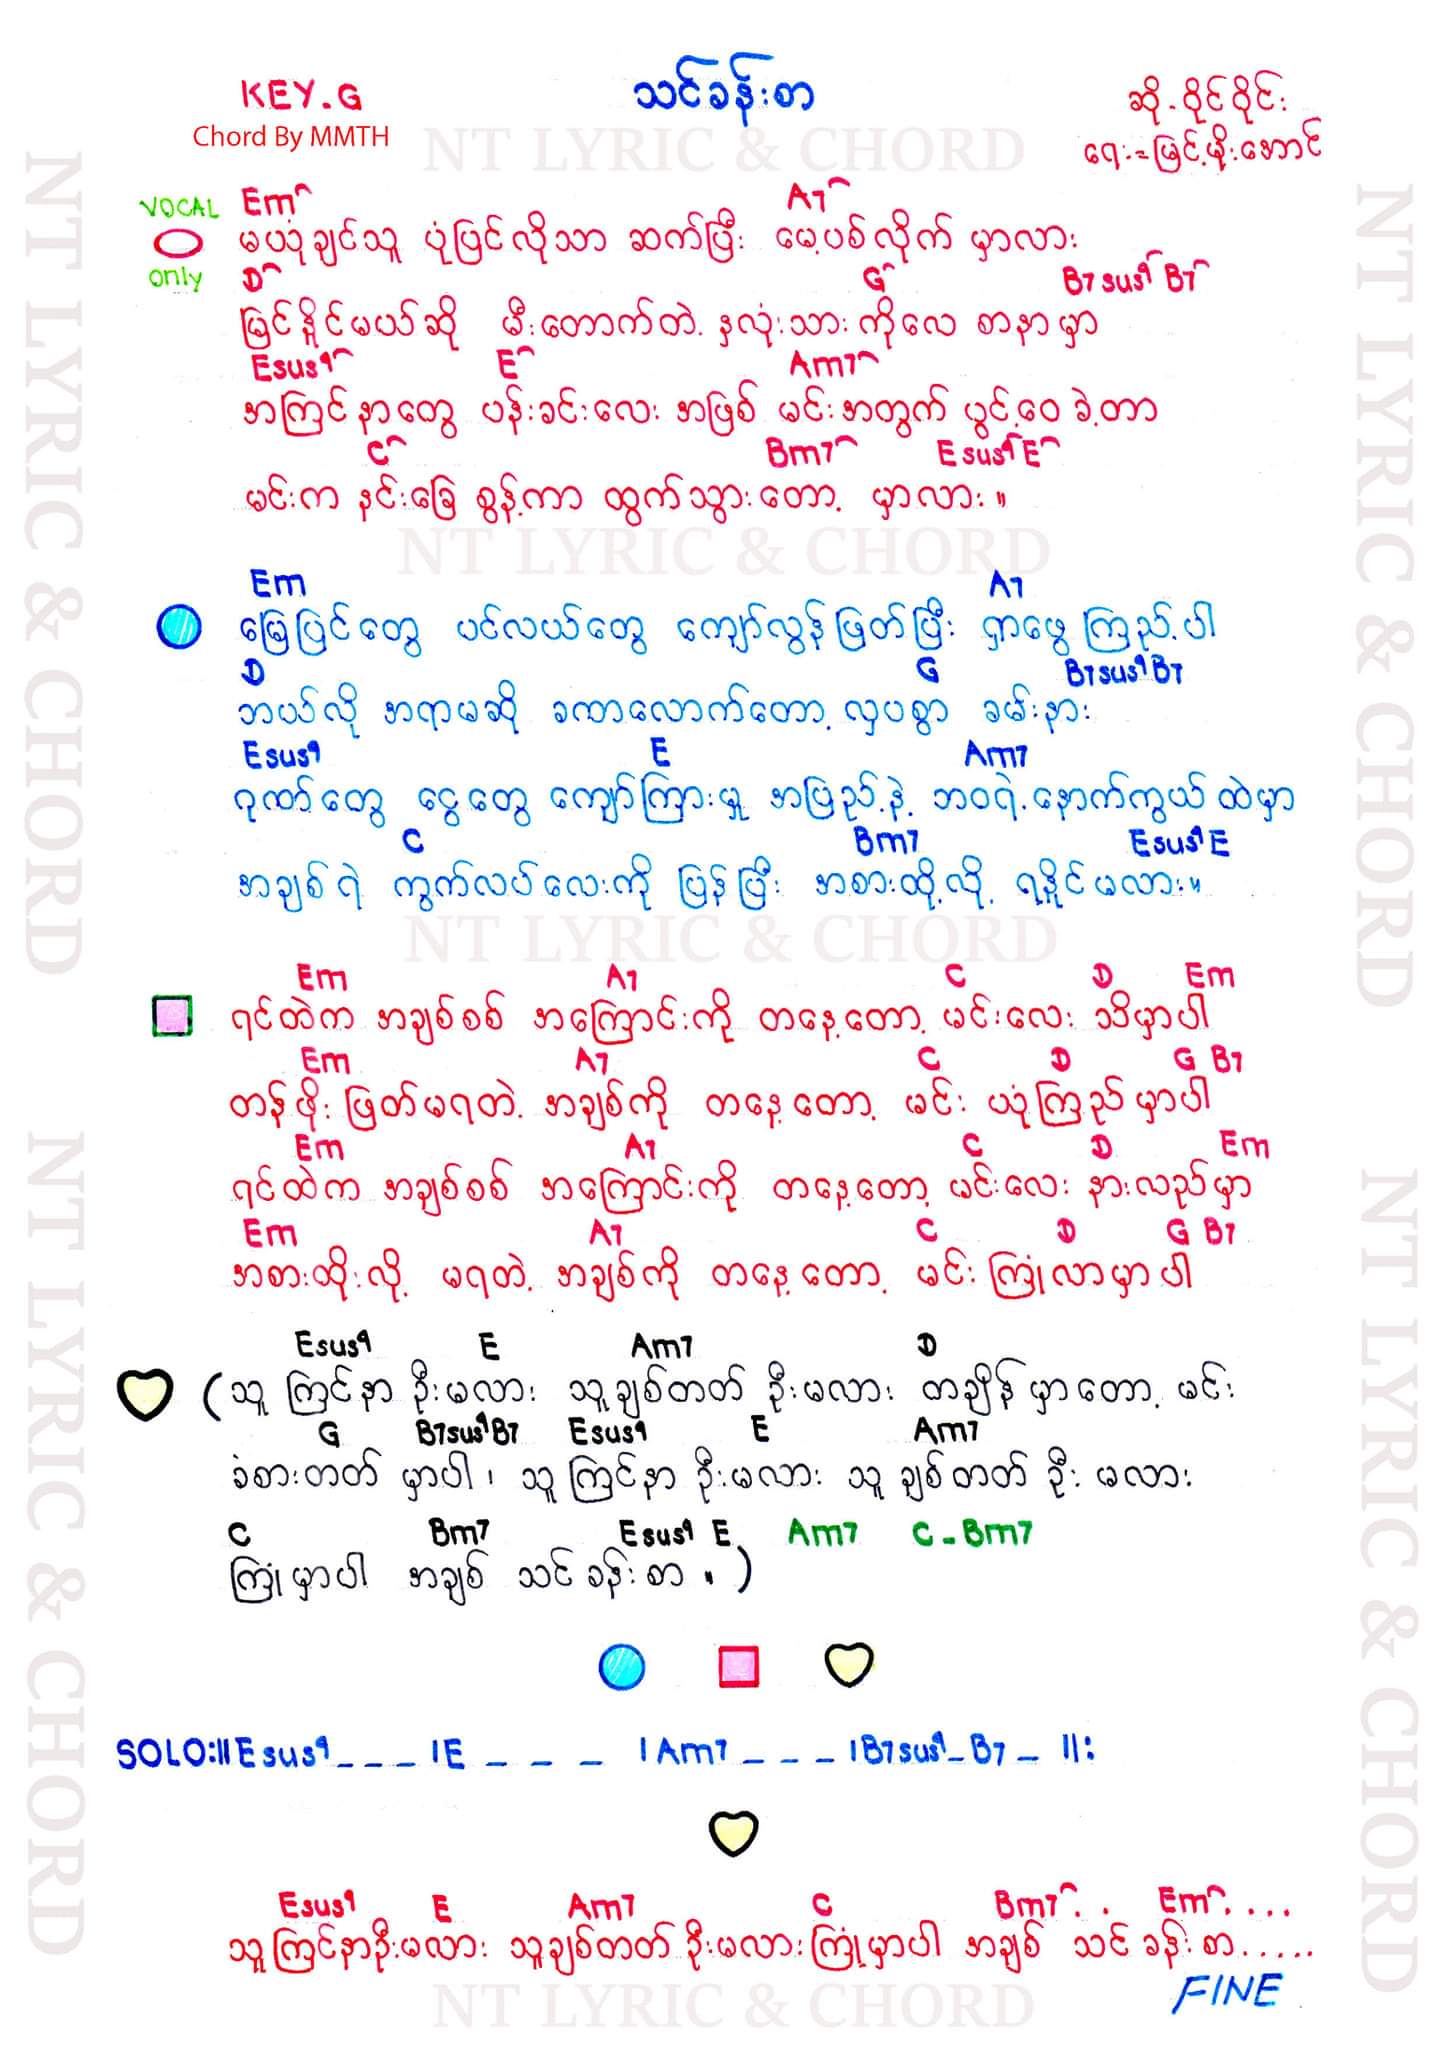 KEY.G
သင်ခန်းစာ
ဆို - ဝိုင်ဝိုင်း
Chord By MMTH
NT LYRIC & CHORD
ရေး = မြင့်မိုးအောင်
Em A7
VOCAL
only
မယုံချင်သူ ပုံပြင်လိုသာ ဆက်ပြီး မေ့ပစ်လိုက် မှာလား
D G B7sus4 B7
မြင်နိုင်မယ်ဆို မီးတောက်တဲ့ နှလုံးသားကိုလေ စာနာမှာ
Esus4 E Am7
အကြင်နာတွေ ပန်းခင်းလေး အဖြစ် မင်းအတွက် ပွင့်ဝေ ခဲ့တာ
C Bm7 Esus4 E
မင်းက နင်းခြေ စွန့်ကာ ထွက်သွားတော့ မှာလား။
NT LYRIC & CHORD
Em A7
မြေပြင်တွေ ပင်လယ်တွေ ကျော်လွန်ဖြတ်ပြီး ရှာဖွေကြည့်ပါ
D G B7sus4 B7
ဘယ်လို အရာမဆို ခဏလောက်တော့ လှပစွာ ခမ်းနား
Esus4 E Am7
ဂုဏ်တွေ ငွေတွေ ကျော်ကြားမှု အပြည့်နဲ့ ဘဝရဲ့နောက်ကွယ်ထဲမှာ
C Bm7 Esus4 E
အချစ်ရဲ ကွက်လပ်လေးကို ပြန်ပြီး အစားထိုးလို့ ရနိုင်မလား။
NT LYRIC & CHORD
Em A7 C D Em
ရင်ထဲက အချစ်စစ် အကြောင်းကို တနေ့တော့ မင်းလေး သိမှာပါ
Em A7 C D G B7
တန်ဖိုးဖြတ်မရတဲ့ အချစ်ကို တနေ့တော့ မင်း ယုံကြည်မှာပါ
Em A7 C D Em
ရင်ထဲက အချစ်စစ် အကြောင်းကို တနေ့တော့ မင်းလေး နားလည်မှာ
Em A7 C D G B7
အစားထိုးလို့ မရတဲ့ အချစ်ကို တနေ့တော့ မင်း ကြုံလာမှာပါ
Esus4 E Am7 D
(သူကြင်နာ ဦးမလား သူချစ်တတ် ဦးမလား တချိန်မှာတော့ မင်း
G B7sus4 B7 Esus4 E Am7
ခံစားတတ် မှာပါ၊ သူကြင်နာ ဦးမလား သူချစ်တတ် ဦး မလား
C Bm7 Esus4 E Am7 C-Bm7
ကြုံမှာပါ အချစ် သင်ခန်းစာ။)
SOLO:||Esus4 _ _ _ |E _ _ _ |Am7 _ _ _ |B7sus4 _ B7 _ ||:
Esus4 E Am7 C Bm7.. Em....
သူကြင်နာဦးမလား သူချစ်တတ်ဦးမလား ကြုံမှာပါ အချစ် သင်ခန်းစာ.....
FINE
NT LYRIC & CHORD
NT LYRIC & CHORD
NT LYRIC & CHORD
NT LYRIC & CHORD
NT LYRIC & CHORD